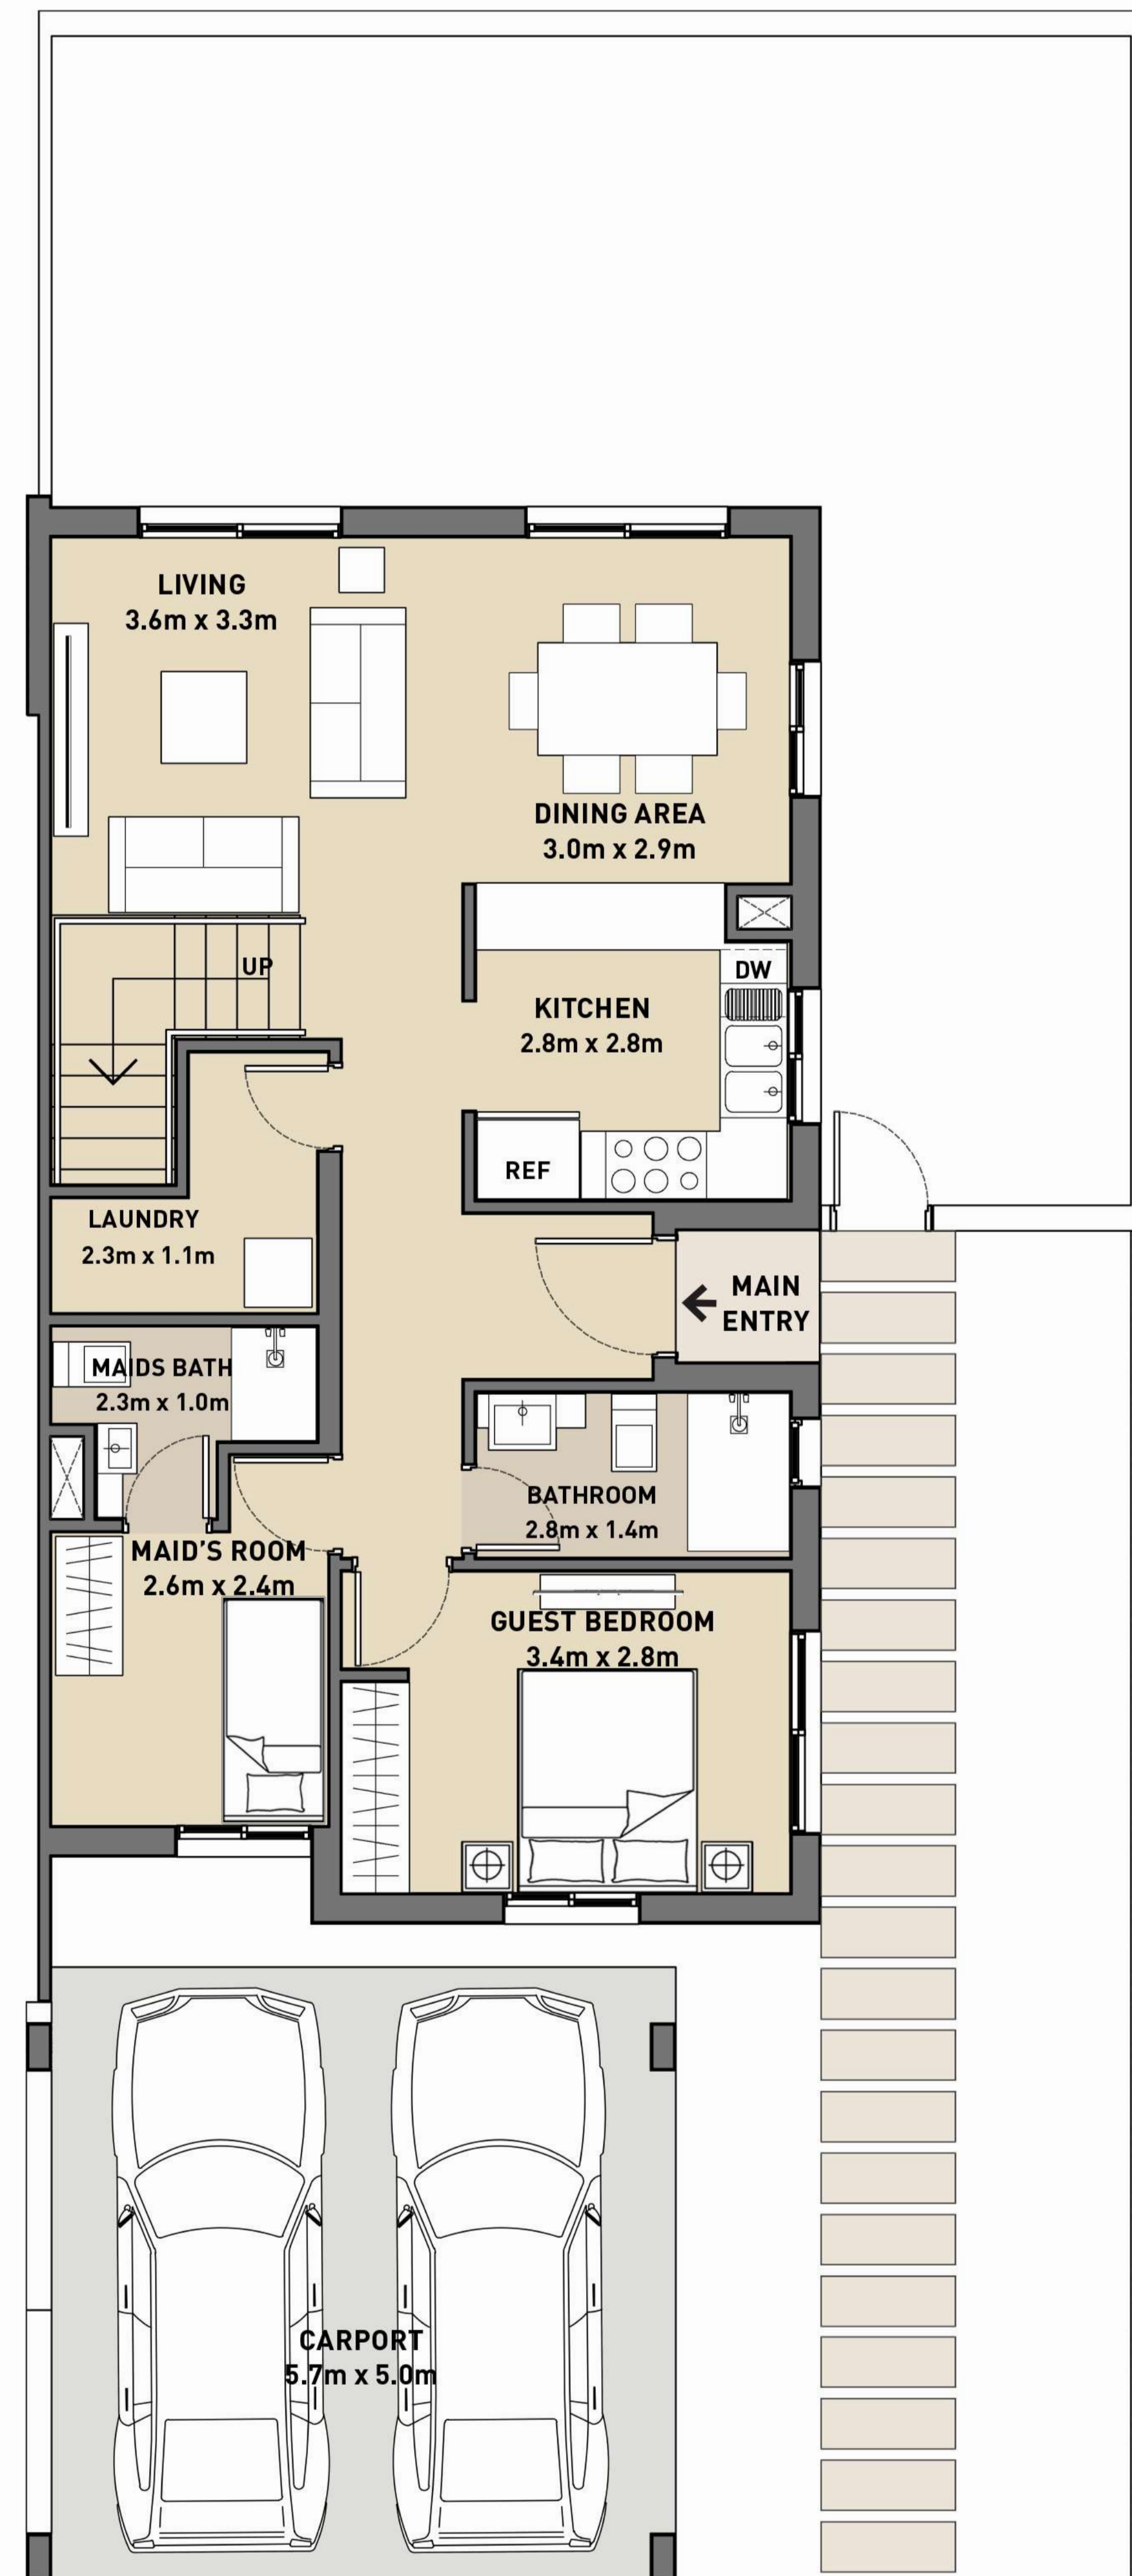 LIVING
3.6m x 3.3m
DINING AREA
3.0m x 2.9m
UP
DW
KITCHEN
2.8m x 2.8m
REF
LAUNDRY
2.3m x 1.1m
MAIN
ENTRY
MAIDS BATH
2.3m x 1.0m
BATHROOM
2.8m x 1.4m
MAID'S ROOM
2.6m x 2.4m
GUEST BEDROOM
3.4m x 2.8m
CARPORT
5.7m x 5.0m